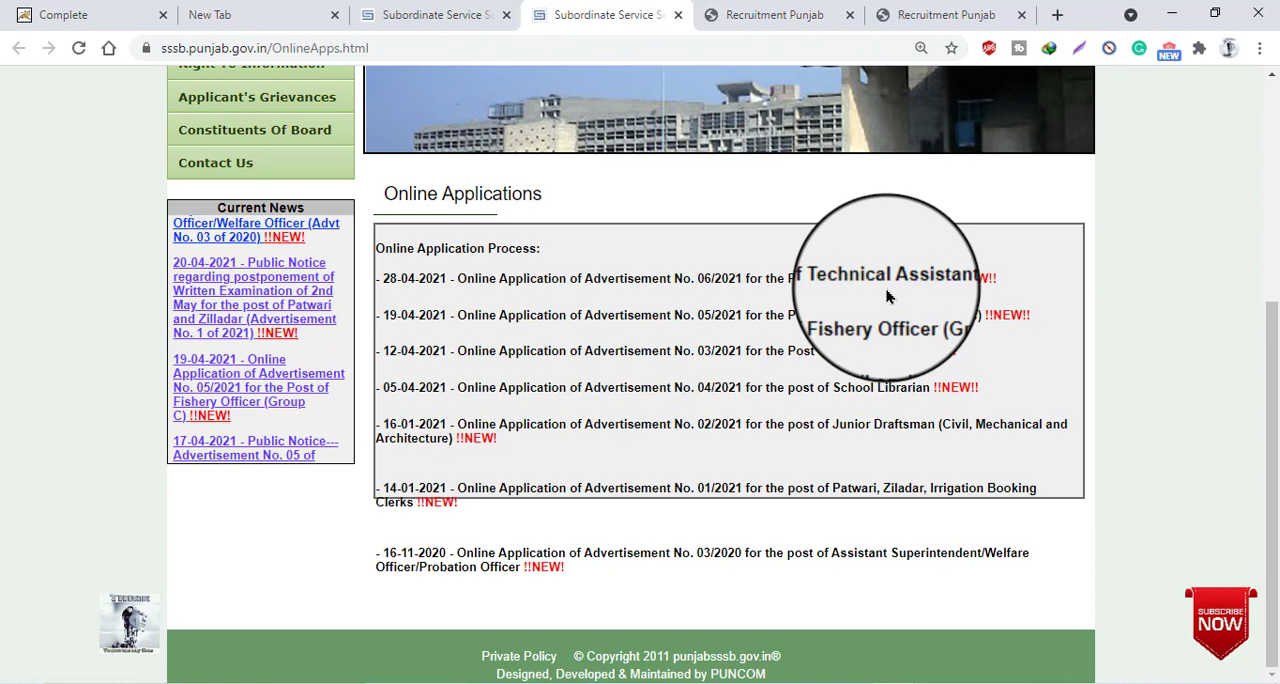 Complete
New Tab
Subordinate Service S
Subordinate Service S
Recruitment Punjab
Recruitment Punjab
sssb.punjab.gov.in/OnlineApps.html
NEW
Right To Information
Applicant's Grievances
Constituents Of Board
Contact Us
Current News
Officer/Welfare Officer (Advt
No. 03 of 2020) !!NEW!
20-04-2021 - Public Notice
regarding postponement of
Written Examination of 2nd
May for the post of Patwari
and Zilladar (Advertisement
No. 1 of 2021) !!NEW!
19-04-2021 - Online
Application of Advertisement
No. 05/2021 for the Post of
Fishery Officer (Group
C) !!NEW!
17-04-2021 - Public Notice---
Advertisement No. 05 of
Online Applications
Online Application Process:
- 28-04-2021 - Online Application of Advertisement No. 06/2021 for the P
f Technical Assistant
W!!
- 19-04-2021 - Online Application of Advertisement No. 05/2021 for the P
Fishery Officer (Gr
) !!NEW!!
- 12-04-2021 - Online Application of Advertisement No. 03/2021 for the Post
- 05-04-2021 - Online Application of Advertisement No. 04/2021 for the post of School Librarian !!NEW!!
- 16-01-2021 - Online Application of Advertisement No. 02/2021 for the post of Junior Draftsman (Civil, Mechanical and
Architecture) !!NEW!
- 14-01-2021 - Online Application of Advertisement No. 01/2021 for the post of Patwari, Ziladar, Irrigation Booking
Clerks !!NEW!
- 16-11-2020 - Online Application of Advertisement No. 03/2020 for the post of Assistant Superintendent/Welfare
Officer/Probation Officer !!NEW!
SUBSCRIBE
NOW
Privacy Policy © Copyright 2011 punjabsssb.gov.in®
Designed, Developed & Maintained by PUNCOM